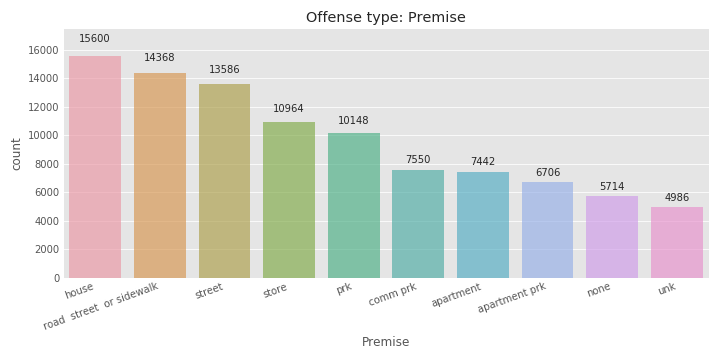 Offense type: Premise
15600
14368
13586
10964
10148
7550
7442
6706
5714
4986
16000
14000
12000
10000
8000
6000
4000
2000
0
count
house
road  street  or sidewalk
street
store
prk
comm prk
apartment
apartment prk
none
unk
Premise